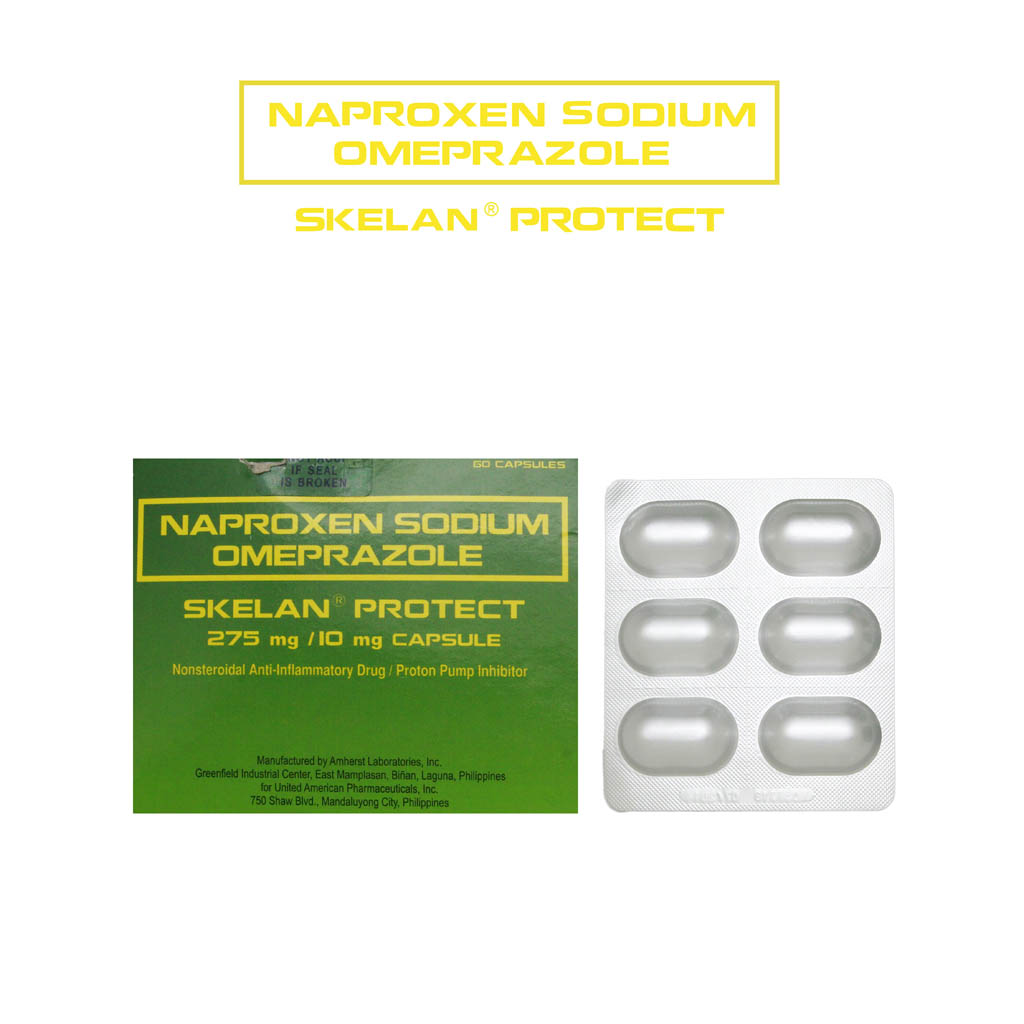 NAPROXEN SODIUM
OMEPRAZOLE
SKELAN® PROTECT
60 CAPSULES
IF SEAL
IS BROKEN
NAPROXEN SODIUM
OMEPRAZOLE
SKELAN® PROTECT
275 mg / 10 mg CAPSULE
Nonsteroidal Anti-Inflammatory Drug / Proton Pump Inhibitor
Manufactured by Amherst Laboratories, Inc.
Greenfield Industrial Center, East Mamplasan, Biñan, Laguna, Philippines
for United American Pharmaceuticals, Inc.
750 Shaw Blvd., Mandaluyong City, Philippines